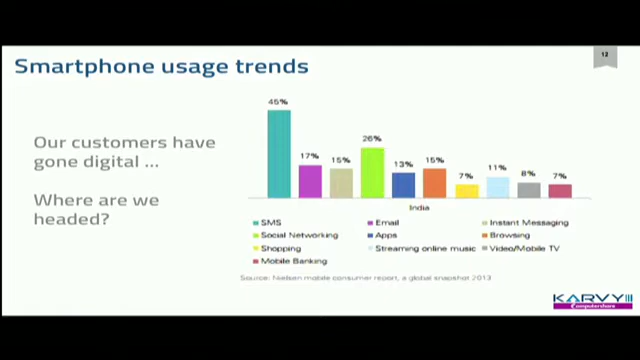 12
Smartphone usage trends
Our customers have
gone digital ...
Where are we
headed?
45%
17%
15%
26%
13%
15%
7%
11%
8%
7%
India
SMS
Email
Instant Messaging
Social Networking
Apps
Browsing
Shopping
Streaming online music
Video/Mobile TV
Mobile Banking
Source: Nielsen mobile consumer report, a global snapshot 2013
KARVY
Computershare